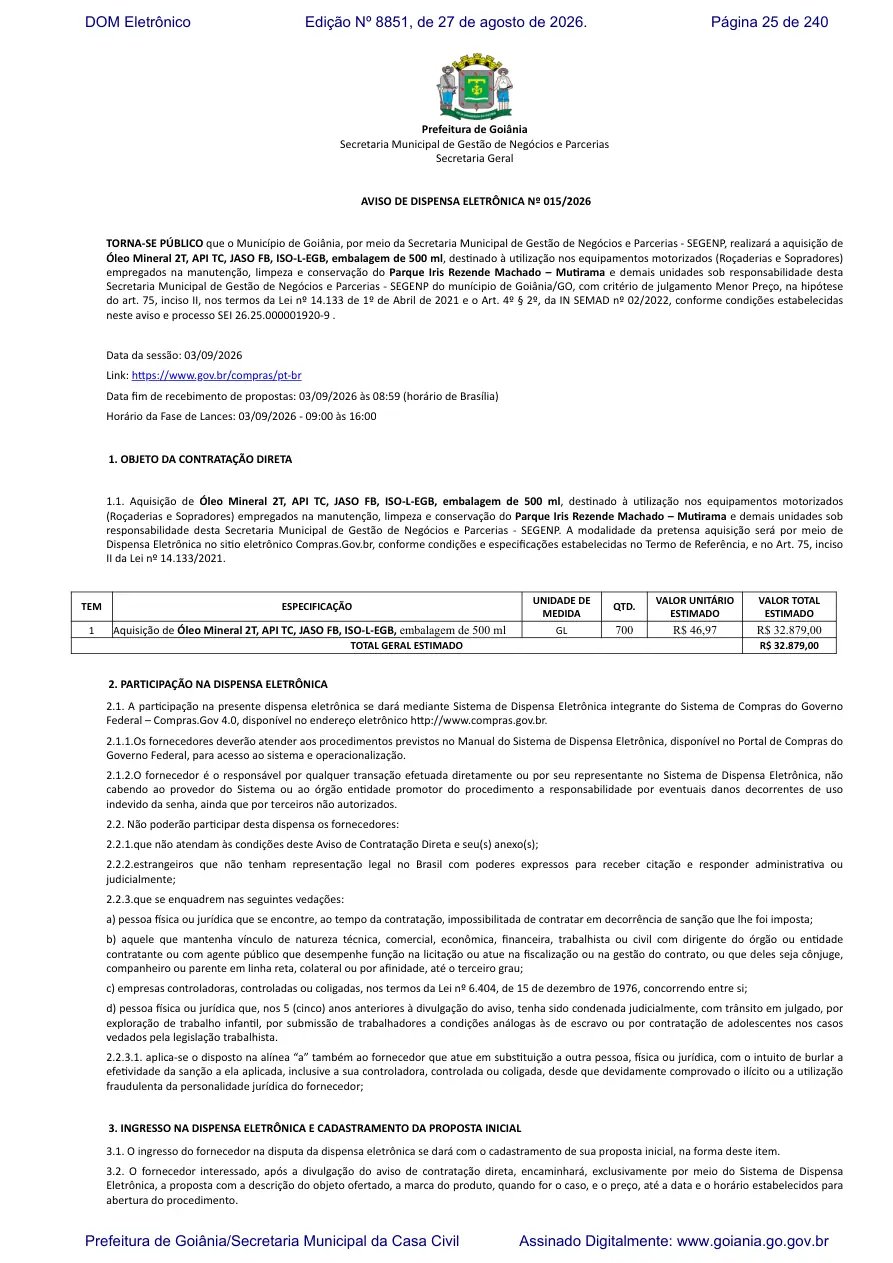 DOM Eletrônico Edição Nº 8851, de 27 de agosto de 2026. Página 25 de 240
Prefeitura de Goiânia
Secretaria Municipal de Gestão de Negócios e Parcerias
Secretaria Geral
AVISO DE DISPENSA ELETRÔNICA Nº 015/2026
TORNA-SE PÚBLICO que o Município de Goiânia, por meio da Secretaria Municipal de Gestão de Negócios e Parcerias - SEGENP, realizará a aquisição de
Óleo Mineral 2T, API TC, JASO FB, ISO-L-EGB, embalagem de 500 ml, destinado à utilização nos equipamentos motorizados (Roçaderias e Sopradores)
empregados na manutenção, limpeza e conservação do Parque Iris Rezende Machado – Mutirama e demais unidades sob responsabilidade desta
Secretaria Municipal de Gestão de Negócios e Parcerias - SEGENP do munícipio de Goiânia/GO, com critério de julgamento Menor Preço, na hipótese
do art. 75, inciso II, nos termos da Lei nº 14.133 de 1º de Abril de 2021 e o Art. 4º § 2º, da IN SEMAD nº 02/2022, conforme condições estabelecidas
neste aviso e processo SEI 26.25.000001920-9 .
Data da sessão: 03/09/2026
Link: https://www.gov.br/compras/pt-br
Data fim de recebimento de propostas: 03/09/2026 às 08:59 (horário de Brasília)
Horário da Fase de Lances: 03/09/2026 - 09:00 às 16:00
1. OBJETO DA CONTRATAÇÃO DIRETA
1.1. Aquisição de Óleo Mineral 2T, API TC, JASO FB, ISO-L-EGB, embalagem de 500 ml, destinado à utilização nos equipamentos motorizados
(Roçaderias e Sopradores) empregados na manutenção, limpeza e conservação do Parque Iris Rezende Machado – Mutirama e demais unidades sob
responsabilidade desta Secretaria Municipal de Gestão de Negócios e Parcerias - SEGENP. A modalidade da pretensa aquisição será por meio de
Dispensa Eletrônica no sitio eletrônico Compras.Gov.br, conforme condições e especificações estabelecidas no Termo de Referência, e no Art. 75, inciso
II da Lei nº 14.133/2021.
TEM ESPECIFICAÇÃO UNIDADE DE MEDIDA QTD. VALOR UNITÁRIO ESTIMADO VALOR TOTAL ESTIMADO
1 Aquisição de Óleo Mineral 2T, API TC, JASO FB, ISO-L-EGB, embalagem de 500 ml GL 700 R$ 46,97 R$ 32.879,00
TOTAL GERAL ESTIMADO R$ 32.879,00
2. PARTICIPAÇÃO NA DISPENSA ELETRÔNICA
2.1. A participação na presente dispensa eletrônica se dará mediante Sistema de Dispensa Eletrônica integrante do Sistema de Compras do Governo
Federal – Compras.Gov 4.0, disponível no endereço eletrônico http://www.compras.gov.br.
2.1.1.Os fornecedores deverão atender aos procedimentos previstos no Manual do Sistema de Dispensa Eletrônica, disponível no Portal de Compras do
Governo Federal, para acesso ao sistema e operacionalização.
2.1.2.O fornecedor é o responsável por qualquer transação efetuada diretamente ou por seu representante no Sistema de Dispensa Eletrônica, não
cabendo ao provedor do Sistema ou ao órgão entidade promotor do procedimento a responsabilidade por eventuais danos decorrentes de uso
indevido da senha, ainda que por terceiros não autorizados.
2.2. Não poderão participar desta dispensa os fornecedores:
2.2.1.que não atendam às condições deste Aviso de Contratação Direta e seu(s) anexo(s);
2.2.2.estrangeiros que não tenham representação legal no Brasil com poderes expressos para receber citação e responder administrativa ou
judicialmente;
2.2.3.que se enquadrem nas seguintes vedações:
a) pessoa física ou jurídica que se encontre, ao tempo da contratação, impossibilitada de contratar em decorrência de sanção que lhe foi imposta;
b) aquele que mantenha vínculo de natureza técnica, comercial, econômica, financeira, trabalhista ou civil com dirigente do órgão ou entidade
contratante ou com agente público que desempenhe função na licitação ou atue na fiscalização ou na gestão do contrato, ou que deles seja cônjuge,
companheiro ou parente em linha reta, colateral ou por afinidade, até o terceiro grau;
c) empresas controladoras, controladas ou coligadas, nos termos da Lei nº 6.404, de 15 de dezembro de 1976, concorrendo entre si;
d) pessoa física ou jurídica que, nos 5 (cinco) anos anteriores à divulgação do aviso, tenha sido condenada judicialmente, com trânsito em julgado, por
exploração de trabalho infantil, por submissão de trabalhadores a condições análogas às de escravo ou por contratação de adolescentes nos casos
vedados pela legislação trabalhista.
2.2.3.1. aplica-se o disposto na alínea “a” também ao fornecedor que atue em substituição a outra pessoa, física ou jurídica, com o intuito de burlar a
efetividade da sanção a ela aplicada, inclusive a sua controladora, controlada ou coligada, desde que devidamente comprovado o ilícito ou a utilização
fraudulenta da personalidade jurídica do fornecedor;
3. INGRESSO NA DISPENSA ELETRÔNICA E CADASTRAMENTO DA PROPOSTA INICIAL
3.1. O ingresso do fornecedor na disputa da dispensa eletrônica se dará com o cadastramento de sua proposta inicial, na forma deste item.
3.2. O fornecedor interessado, após a divulgação do aviso de contratação direta, encaminhará, exclusivamente por meio do Sistema de Dispensa
Eletrônica, a proposta com a descrição do objeto ofertado, a marca do produto, quando for o caso, e o preço, até a data e o horário estabelecidos para
abertura do procedimento.
Prefeitura de Goiânia/Secretaria Municipal da Casa Civil Assinado Digitalmente: www.goiania.go.gov.br